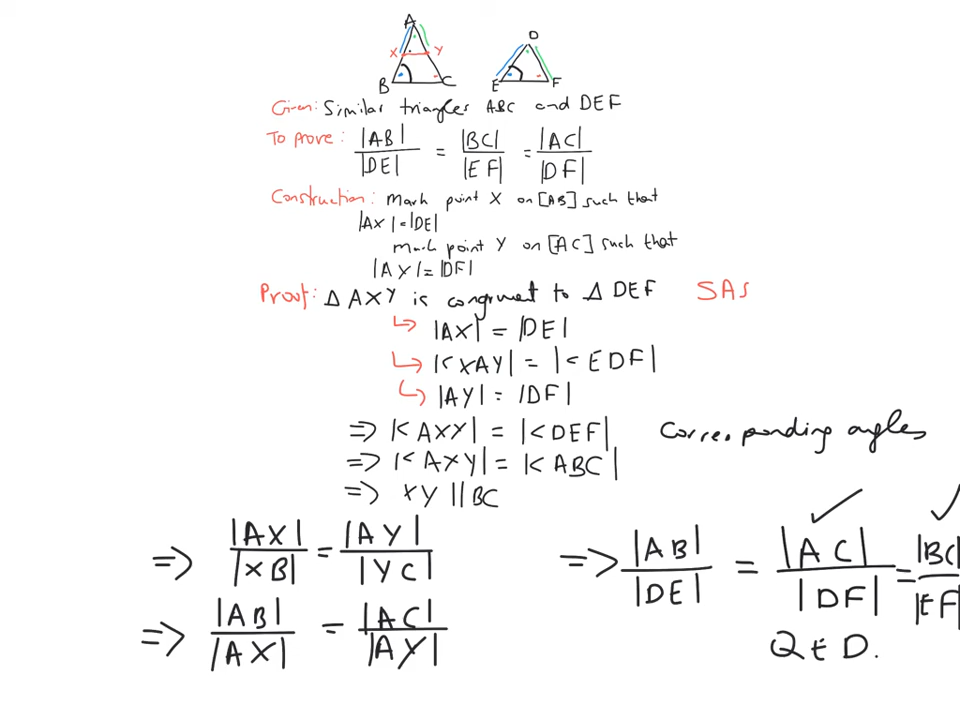 A
X Y
B C
D
E F
Given: Similar triangles ABC and DEF
To prove: |AB| / |DE| = |BC| / |EF| = |AC| / |DF|
Construction: Mark point X on [AB] such that
|AX| = |DE|
Mark point Y on [AC] such that
|AY| = |DF|
Proof: Δ AXY is congruent to Δ DEF SAS
↳ |AX| = |DE|
↳ |<XAY| = |<EDF|
↳ |AY| = |DF|
=> |<AXY| = |<DEF| Corresponding angles
=> |<AXY| = |<ABC|
=> XY || BC
=> |AX| / |XB| = |AY| / |YC|
=> |AB| / |AX| = |AC| / |AY|
=> |AB| / |DE| = |AC| / |DF| = |BC| / |EF|
✓ ✓
QED.